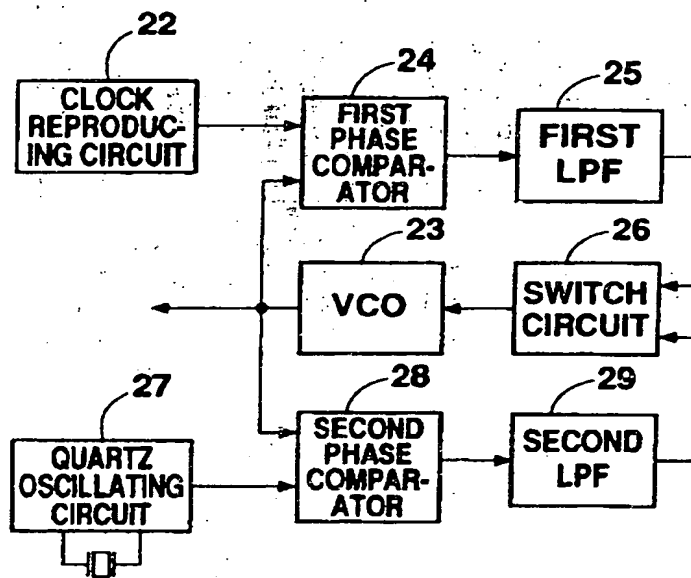 22
CLOCK
REPRODUC-
ING CIRCUIT
24
FIRST
PHASE
COMPAR-
ATOR
25
FIRST
LPF
23
VCO
26
SWITCH
CIRCUIT
27
QUARTZ
OSCILLATING
CIRCUIT
28
SECOND
PHASE
COMPAR-
ATOR
29
SECOND
LPF